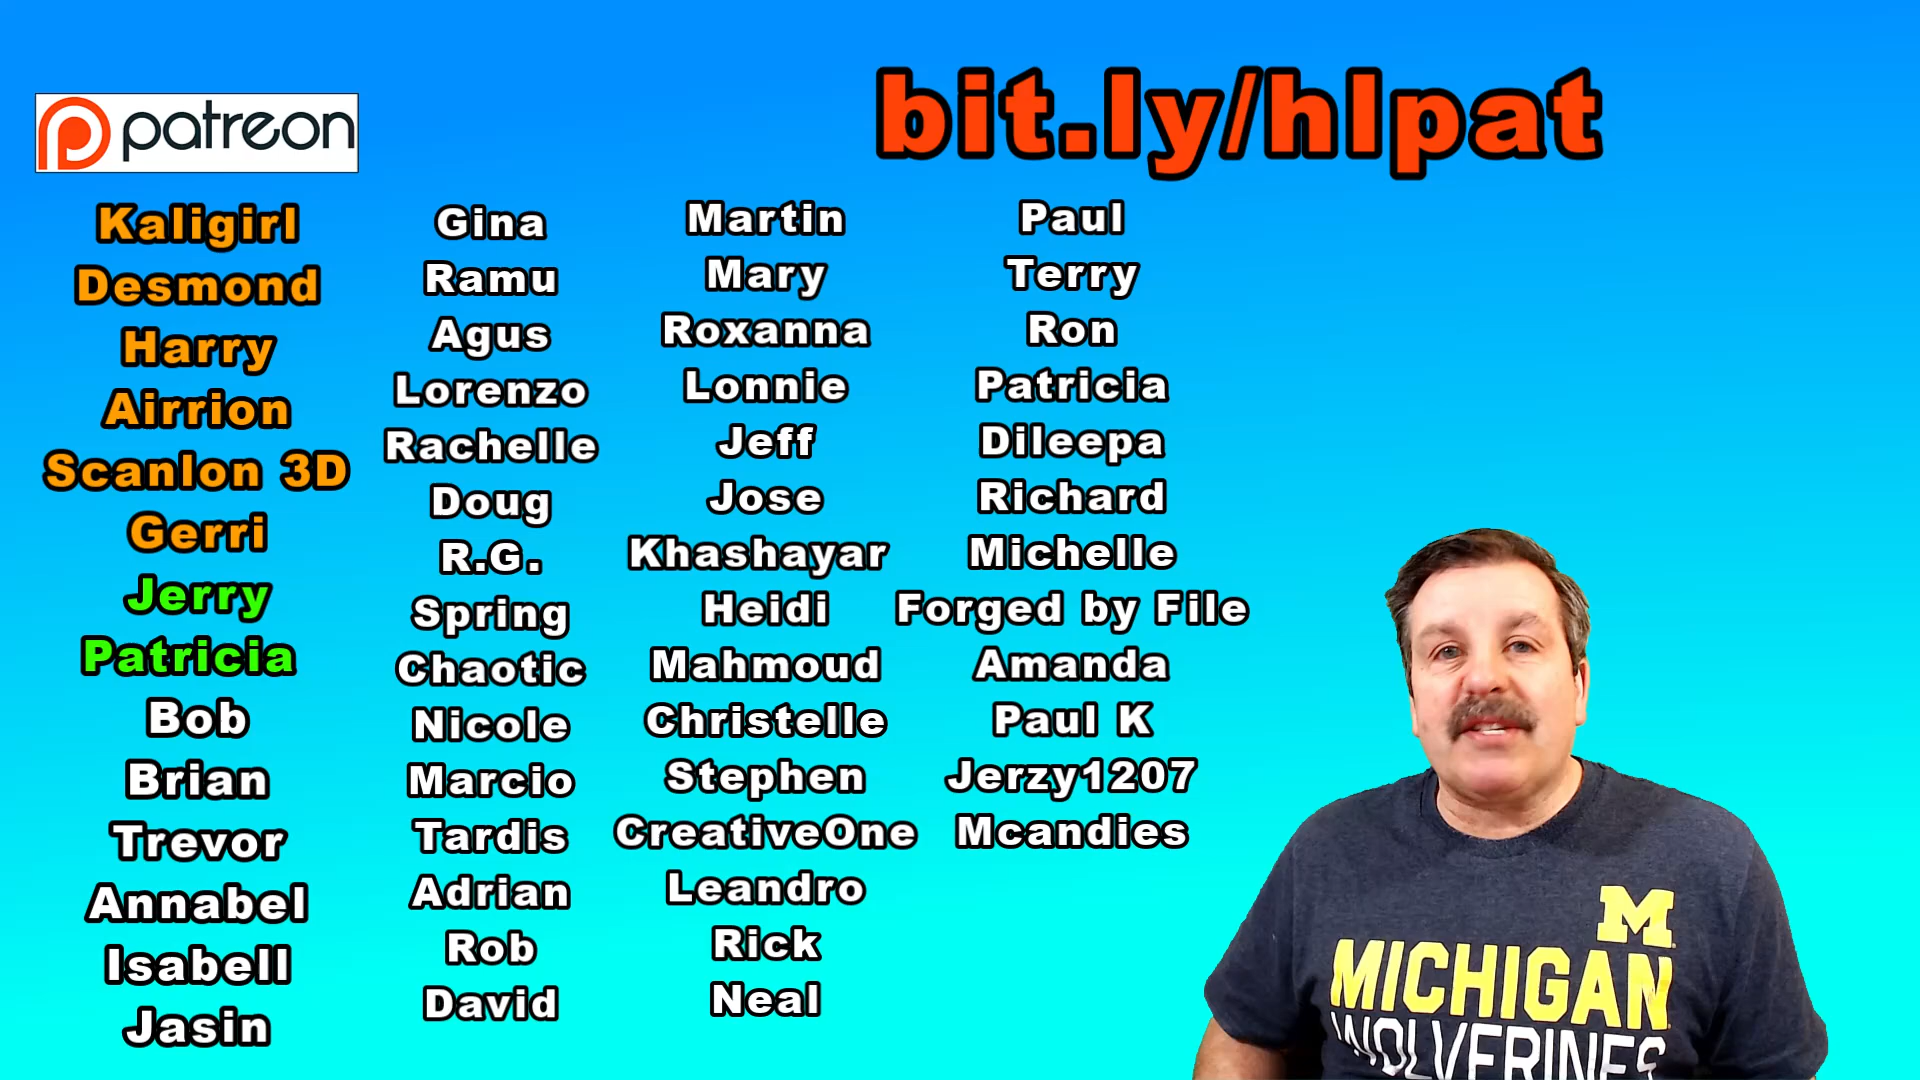 patreon
bit.ly/hlpat
Kaligirl
Desmond
Harry
Airrion
Scanlon 3D
Gerri
Jerry
Patricia
Bob
Brian
Trevor
Annabel
Isabell
Jasin
Gina
Ramu
Agus
Lorenzo
Rachelle
Doug
R.G.
Spring
Chaotic
Nicole
Marcio
Tardis
Adrian
Rob
David
Martin
Mary
Roxanna
Lonnie
Jeff
Jose
Khashayar
Heidi
Mahmoud
Christelle
Stephen
CreativeOne
Leandro
Rick
Neal
Paul
Terry
Ron
Patricia
Dileepa
Richard
Michelle
Forged by File
Amanda
Paul K
Jerzy1207
Mcandies
M
MICHIGAN
WOLVERINES